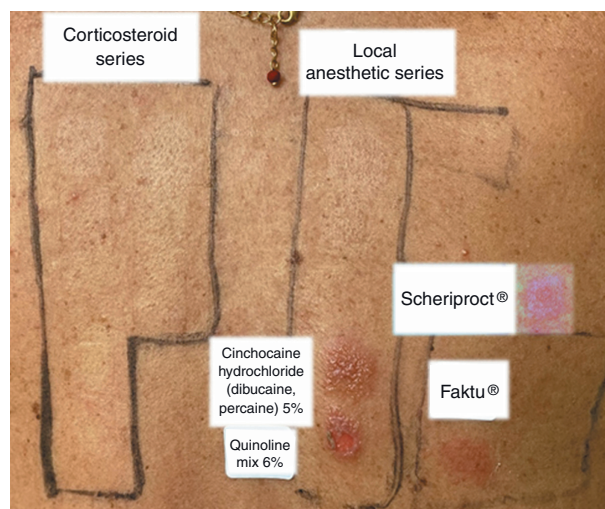 Corticosteroid
series
Local
anesthetic series
Scheriproct®
Cinchocaine
hydrochloride
(dibucaine,
percaine) 5%
Faktu®
Quinoline
mix 6%